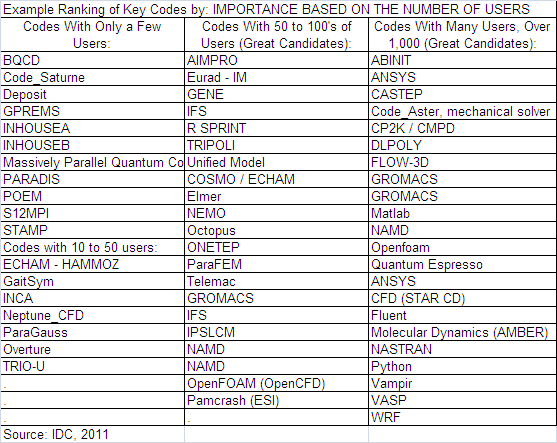 Example Ranking of Key Codes by: IMPORTANCE BASED ON THE NUMBER OF USERS
Codes With Only a Few Users: Codes With 50 to 100's of Users (Great Candidates): Codes With Many Users, Over 1,000 (Great Candidates):
BQCD AIMPRO ABINIT
Code_Saturne Eurad - IM ANSYS
Deposit GENE CASTEP
GPREMS IFS Code_Aster, mechanical solver
INHOUSEA R SPRINT CP2K / CMPD
INHOUSEB TRIPOLI DLPOLY
Massively Parallel Quantum Co Unified Model FLOW-3D
PARADIS COSMO / ECHAM GROMACS
POEM Elmer GROMACS
S12MPI NEMO Matlab
STAMP Octopus NAMD
Codes with 10 to 50 users: ONETEP Openfoam
ECHAM - HAMMOZ ParaFEM Quantum Espresso
GaitSym Telemac ANSYS
INCA GROMACS CFD (STAR CD)
Neptune_CFD IFS Fluent
ParaGauss IPSLCM Molecular Dynamics (AMBER)
Overture NAMD NASTRAN
TRIO-U NAMD Python
. OpenFOAM (OpenCFD) Vampir
. Pamcrash (ESI) VASP
. . WRF
Source: IDC, 2011